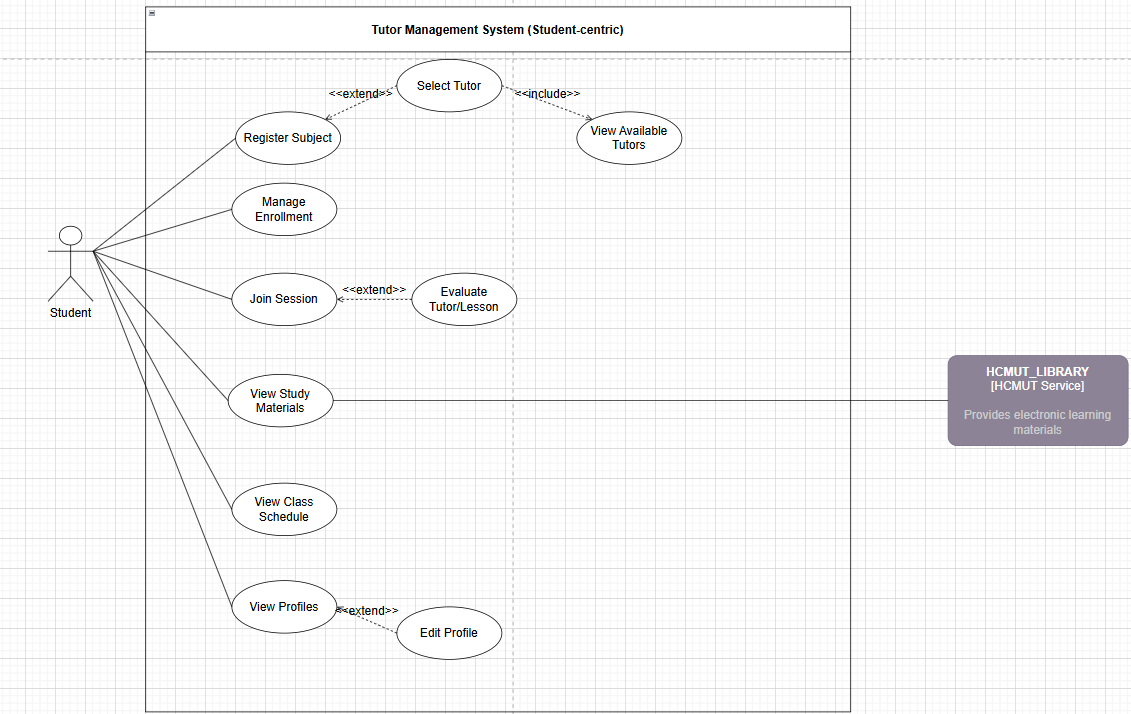 Tutor Management System (Student-centric)
Select Tutor
<<extend>>
<<include>>
Register Subject
View Available
Tutors
Manage
Enrollment
Student
Join Session
<<extend>>
Evaluate
Tutor/Lesson
View Study
Materials
HCMUT_LIBRARY
[HCMUT Service]
Provides electronic learning
materials
View Class
Schedule
View Profiles
<<extend>>
Edit Profile